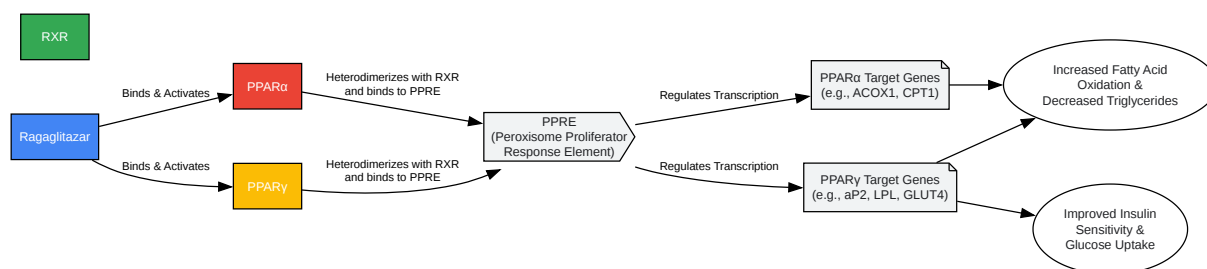 RXR
Ragaglitazar
Binds & Activates
Binds & Activates
PPARα
PPARγ
Heterodimerizes with RXR
and binds to PPRE
Heterodimerizes with RXR
and binds to PPRE
PPRE
(Peroxisome Proliferator
Response Element)
Regulates Transcription
Regulates Transcription
PPARα Target Genes
(e.g., ACOX1, CPT1)
PPARγ Target Genes
(e.g., aP2, LPL, GLUT4)
Increased Fatty Acid
Oxidation &
Decreased Triglycerides
Improved Insulin
Sensitivity &
Glucose Uptake